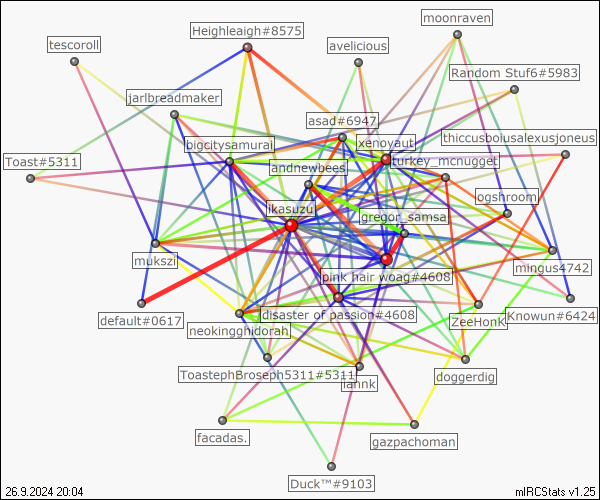 moonraven
Heighleaigh#8575
tescoroll
avelicious
Random Stuf6#5983
jarlbreadmaker
asad#6947
thiccusbolusalexusjoneus
bigcitysamurai
xenovaut
Toast#5311
andnewbees
turkey_mcnugget
ogshroom
ikasuzu
gregor_samsa
mukszi
mingus4742
pink hair woag#4608
default#0617
disaster of passion#4608
Knowun#6424
neokingghidorah
ZeeHonk
ToastephBroseph5311#5311
lahnk
doggerdig
facadas.
gazpachoman
Duck™#9103
26.9.2024 20:04
mIRCStats v1.25